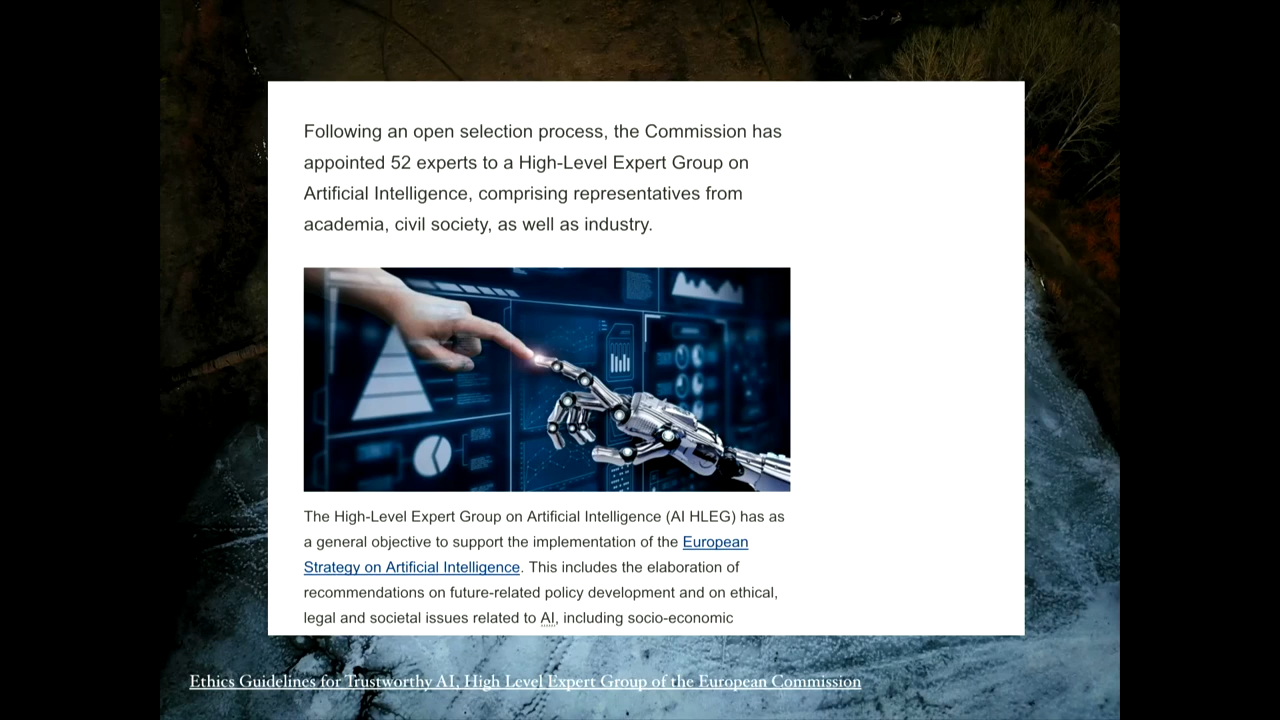 Following an open selection process, the Commission has
appointed 52 experts to a High-Level Expert Group on
Artificial Intelligence, comprising representatives from
academia, civil society, as well as industry.
The High-Level Expert Group on Artificial Intelligence (AI HLEG) has as
a general objective to support the implementation of the European
Strategy on Artificial Intelligence. This includes the elaboration of
recommendations on future-related policy development and on ethical,
legal and societal issues related to AI, including socio-economic
Ethics Guidelines for Trustworthy AI, High Level Expert Group of the European Commission